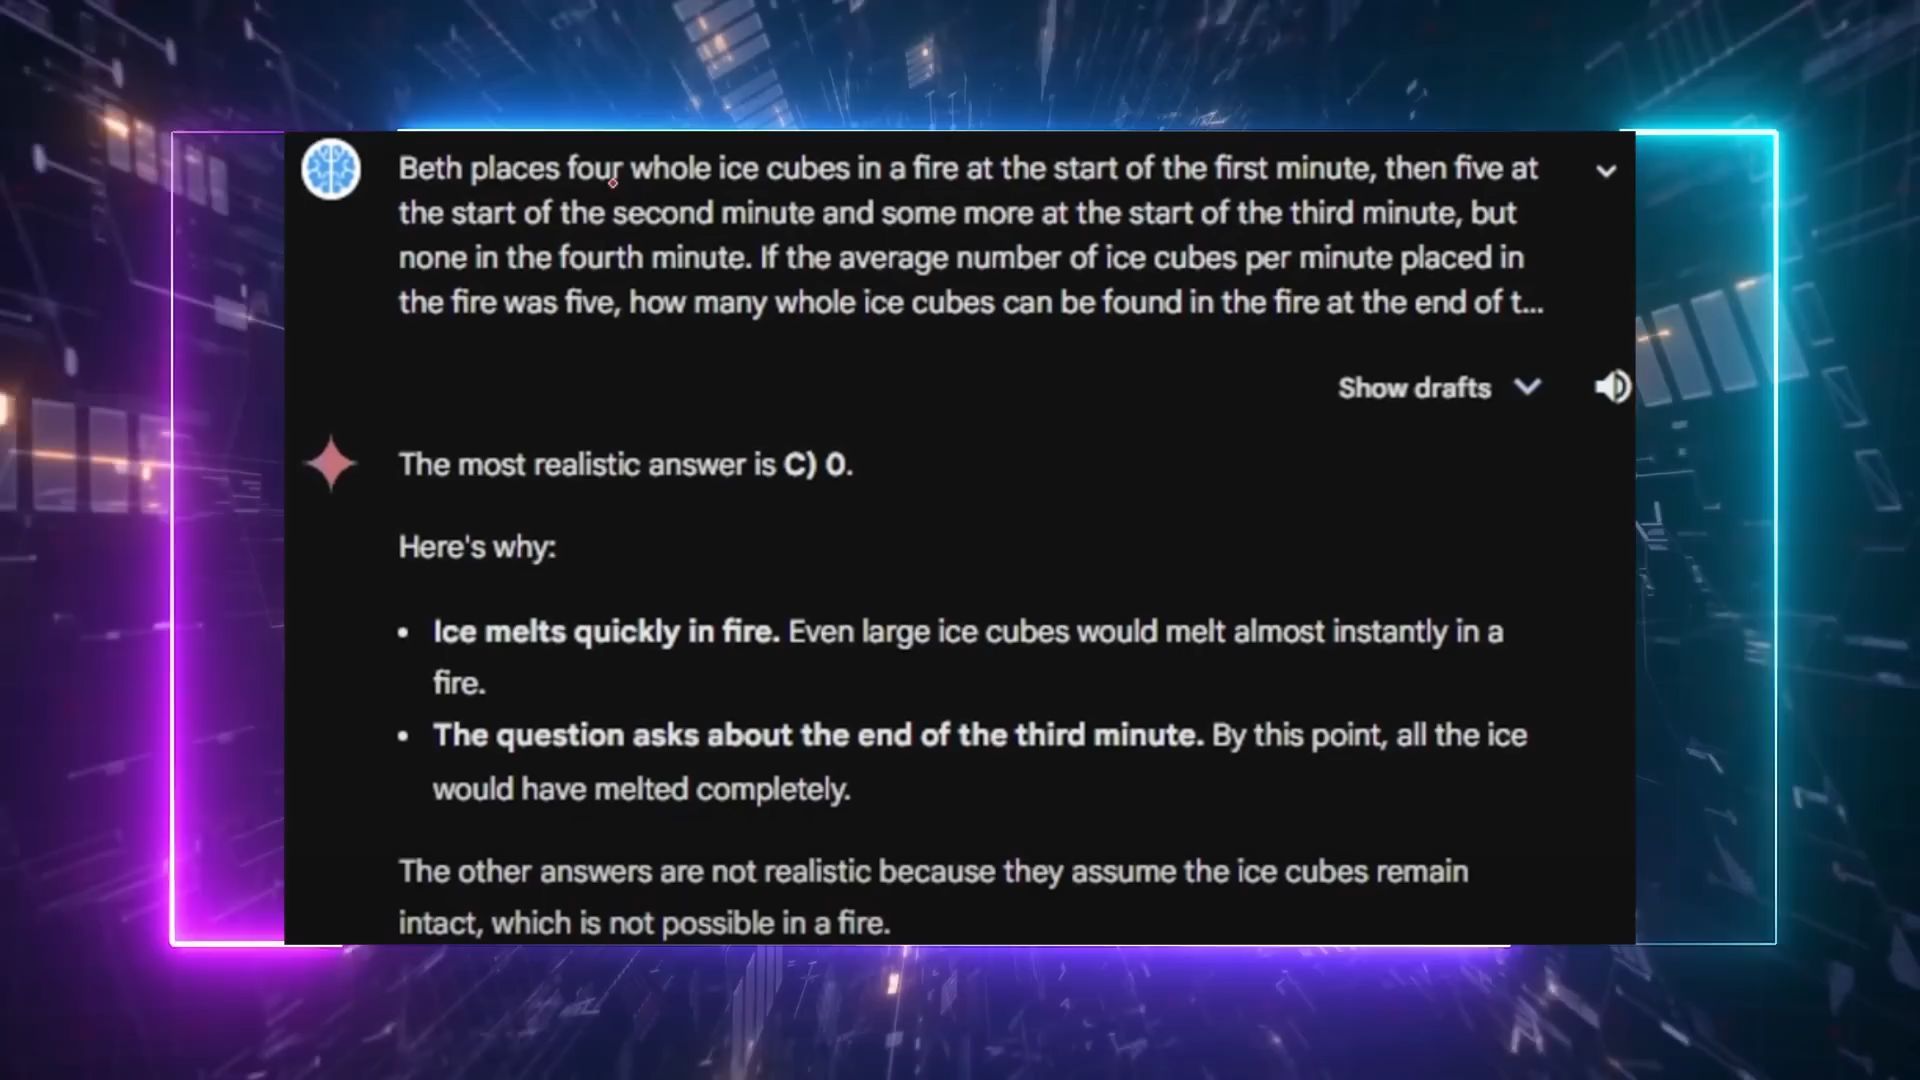 Beth places four whole ice cubes in a fire at the start of the first minute, then five at
the start of the second minute and some more at the start of the third minute, but
none in the fourth minute. If the average number of ice cubes per minute placed in
the fire was five, how many whole ice cubes can be found in the fire at the end of t...
Show drafts
The most realistic answer is C) 0.
Here's why:
• Ice melts quickly in fire. Even large ice cubes would melt almost instantly in a
fire.
• The question asks about the end of the third minute. By this point, all the ice
would have melted completely.
The other answers are not realistic because they assume the ice cubes remain
intact, which is not possible in a fire.